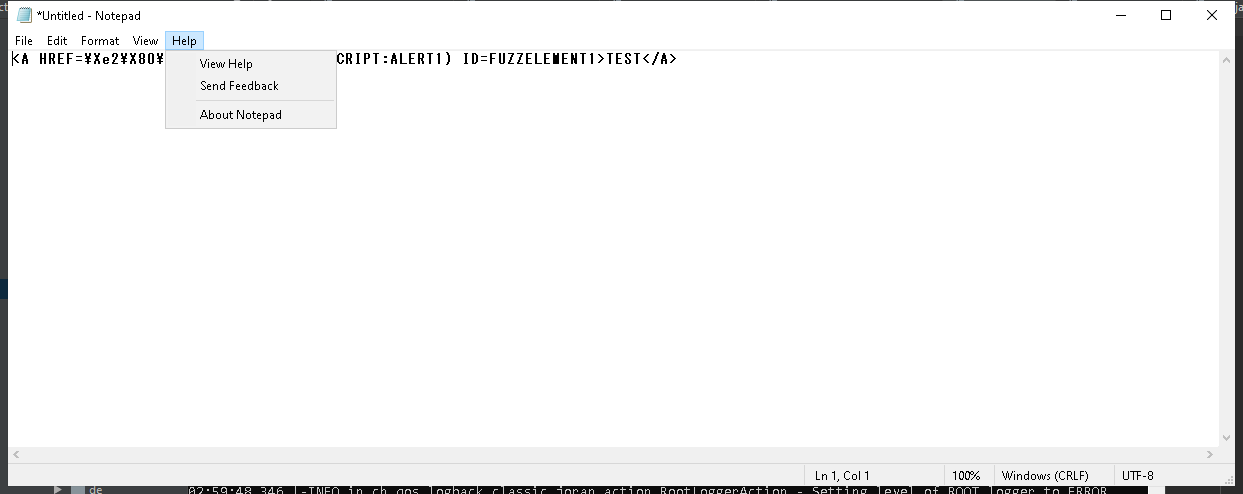 *Untitled - Notepad
File Edit Format View Help
<A HREF=¥Xe2¥X80¥ CRIPT:ALERT1) ID=FUZZELEMENT1>TEST</A>
View Help
Send Feedback
About Notepad
Ln 1, Col 1 100% Windows (CRLF) UTF-8
de 02:59:48,346 |-INFO in ch.qos.logback.classic.joran.action.RootLoggerAction - Setting level of ROOT logger to ERROR